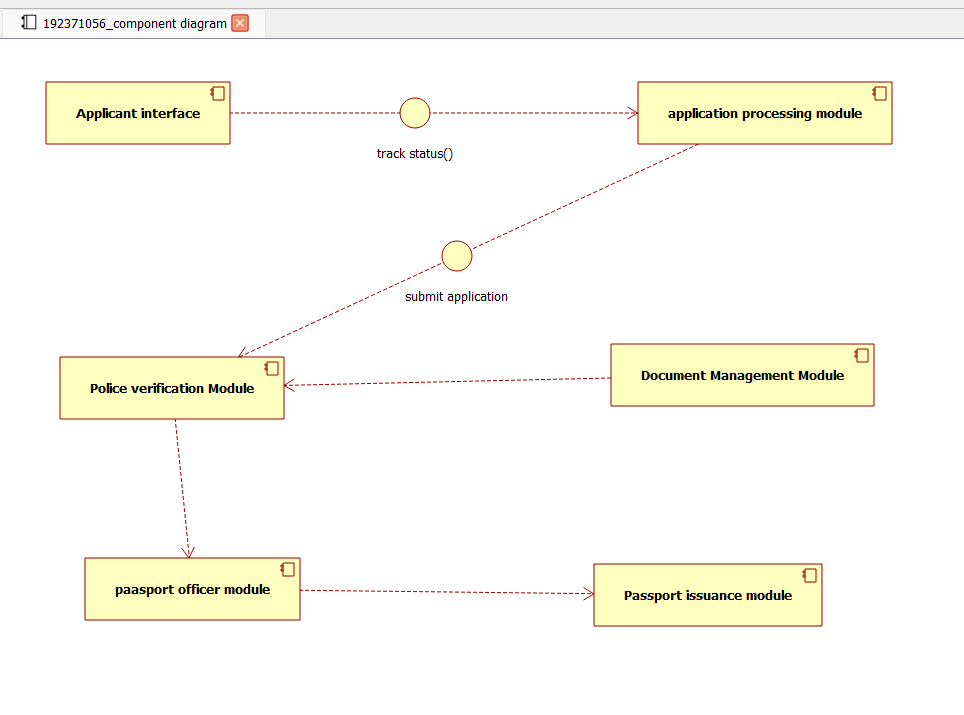 192371056_component diagram
Applicant interface
application processing module
track status()
submit application
Police verification Module
Document Management Module
paasport officer module
Passport issuance module